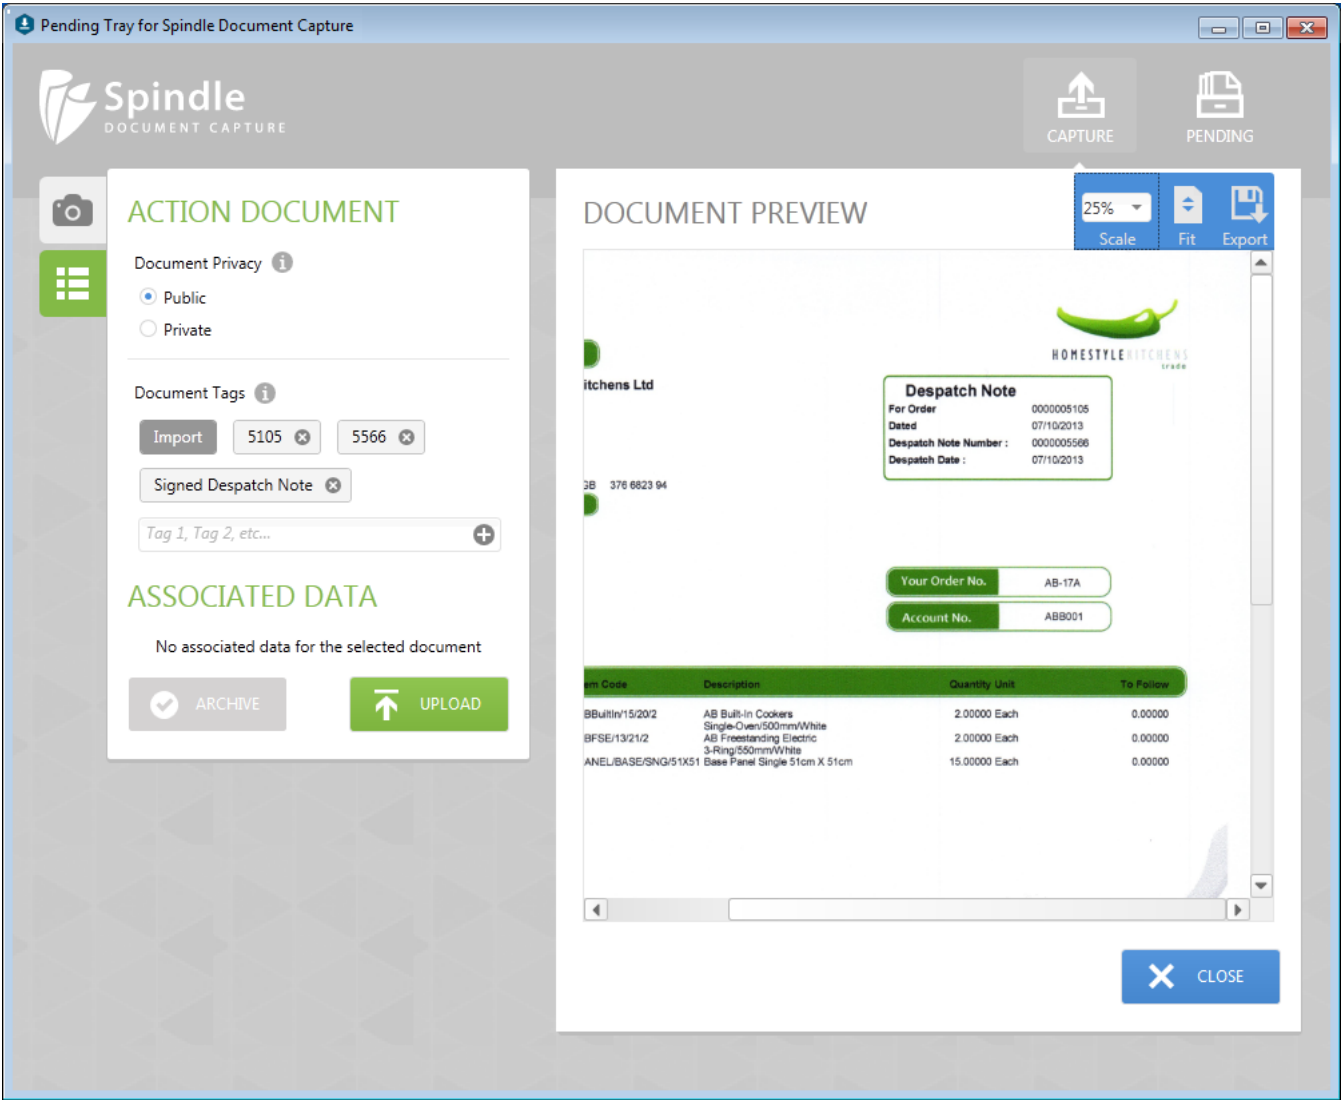 Pending Tray for Spindle Document Capture
Spindle
DOCUMENT CAPTURE
CAPTURE
PENDING
ACTION DOCUMENT
Document Privacy
Public
Private
Document Tags
Import
5105
5566
Signed Despatch Note
Tag 1, Tag 2, etc...
ASSOCIATED DATA
No associated data for the selected document
ARCHIVE
UPLOAD
DOCUMENT PREVIEW
25%
Scale
Fit
Export
HOMESTYLEKITCHENS
trade
itchens Ltd
Despatch Note
For Order 0000005105
Dated 07/10/2013
Despatch Note Number : 0000005566
Despatch Date : 07/10/2013
GB 376 6823 94
Your Order No. AB-17A
Account No. ABB001
em Code Description Quantity Unit To Follow
BBuiltIn/15/20/2 AB Built-In Cookers 2.00000 Each 0.00000
Single-Oven/500mm/White
BFSE/13/21/2 AB Freestanding Electric 2.00000 Each 0.00000
3-Ring/550mm/White
ANEL/BASE/SNG/51X51 Base Panel Single 51cm X 51cm 15.00000 Each 0.00000
CLOSE